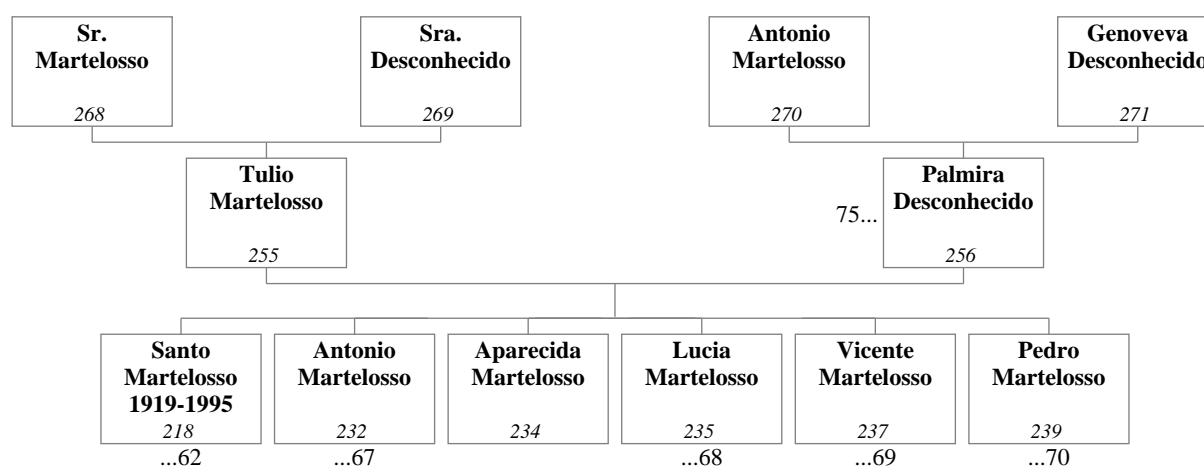 Sr.
Martelosso
268
Sra.
Desconhecido
269
Antonio
Martelosso
270
Genoveva
Desconhecido
271
Tulio
Martelosso
255
75...
Palmira
Desconhecido
256
Santo
Martelosso
1919-1995
218
...62
Antonio
Martelosso
232
...67
Aparecida
Martelosso
234
Lucia
Martelosso
235
...68
Vicente
Martelosso
237
...69
Pedro
Martelosso
239
...70